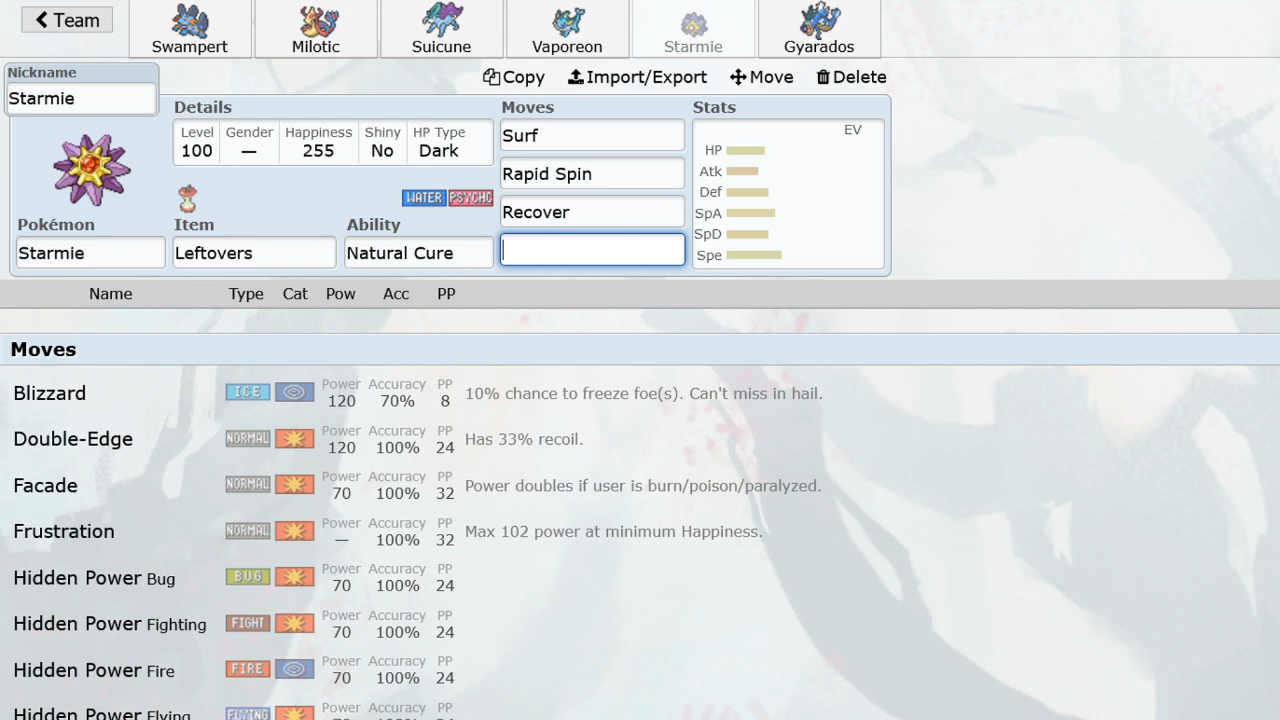 Team
Swampert Milotic Suicune Vaporeon Starmie Gyarados
Nickname
Starmie
Copy Import/Export Move Delete
Details Moves Stats
Level Gender Happiness Shiny HP Type
100 — 255 No Dark
Surf
Rapid Spin
Recover
EV
HP
Atk
Def
SpA
SpD
Spe
WATER PSYCHC
Pokémon Item Ability
Starmie Leftovers Natural Cure
Name Type Cat Pow Acc PP
Moves
Blizzard ICE Power 120 Accuracy 70% PP 8 10% chance to freeze foe(s). Can't miss in hail.
Double-Edge NORMAL Power 120 Accuracy 100% PP 24 Has 33% recoil.
Facade NORMAL Power 70 Accuracy 100% PP 32 Power doubles if user is burn/poison/paralyzed.
Frustration NORMAL Power — Accuracy 100% PP 32 Max 102 power at minimum Happiness.
Hidden Power Bug BUG Power 70 Accuracy 100% PP 24
Hidden Power Fighting FIGHT Power 70 Accuracy 100% PP 24
Hidden Power Fire FIRE Power 70 Accuracy 100% PP 24
Hidden Power Flying FLYING Power Accuracy PP